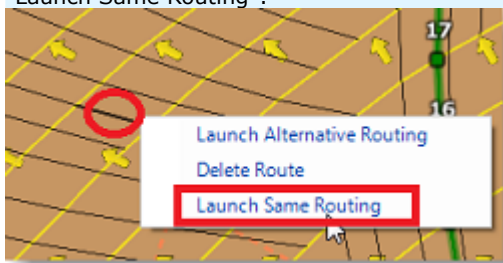 Launch Same Routing".
17
16
Launch Alternative Routing
Delete Route
Launch Same Routing